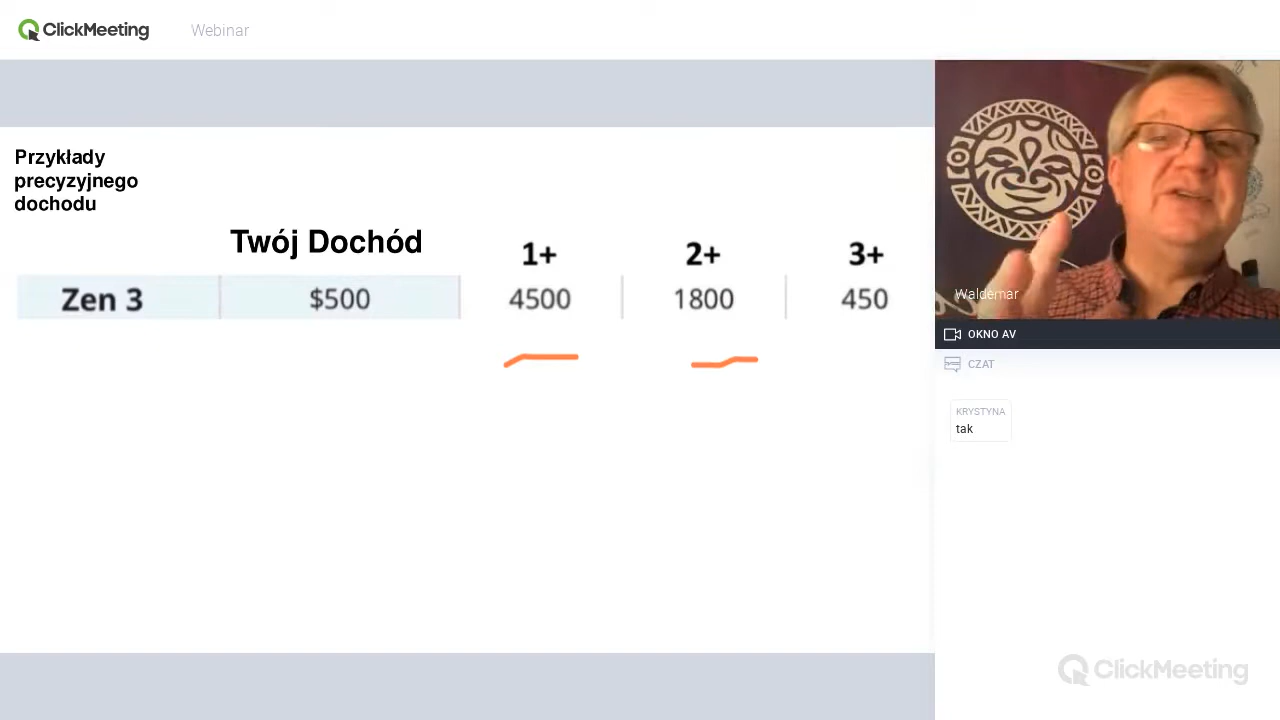 ClickMeeting
Webinar
Przykłady
precyzyjnego
dochodu
Twój Dochód
1+
2+
3+
Zen 3
$500
4500
1800
450
Waldemar
OKNO AV
CZAT
KRYSTYNA
tak
ClickMeeting